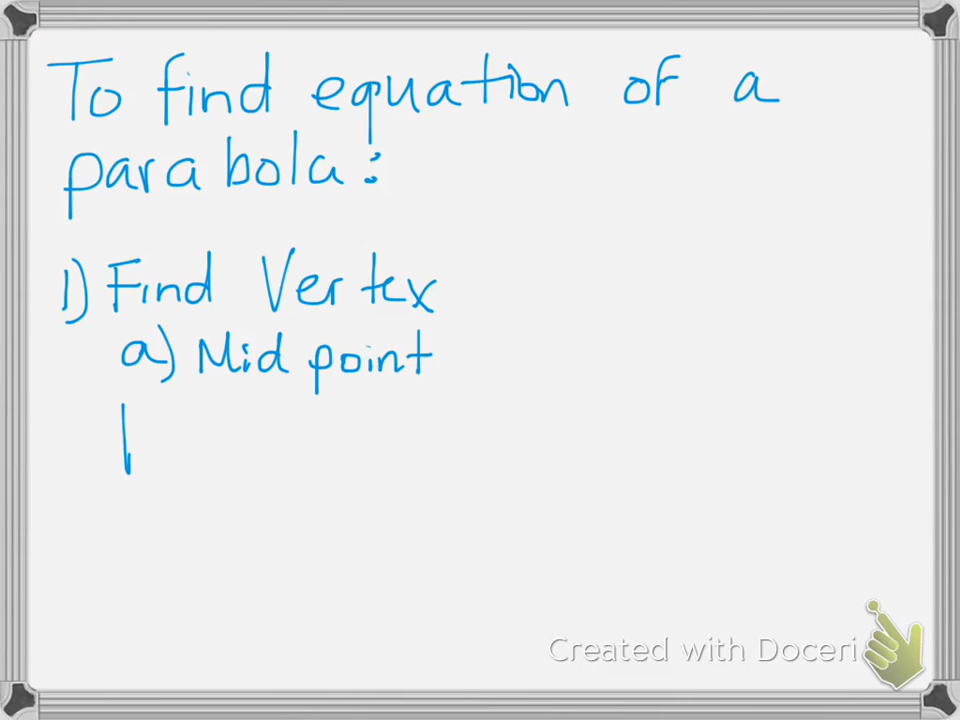 To find equation of a
parabola:
1) Find Vertex
a) Mid point
Created with Doceri